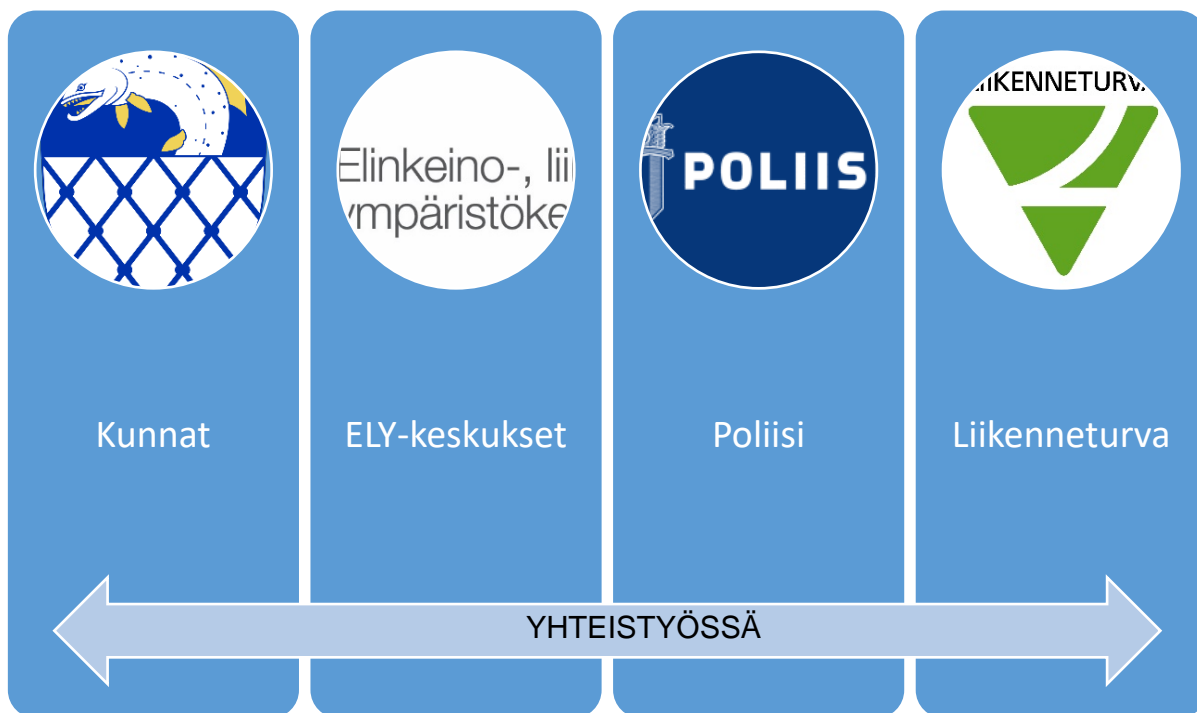 Elinkeino-, lii
ympäristöke
POLIIS
LIIKENNETURVA
Kunnat
ELY-keskukset
Poliisi
Liikenneturva
YHTEISTYÖSSÄ